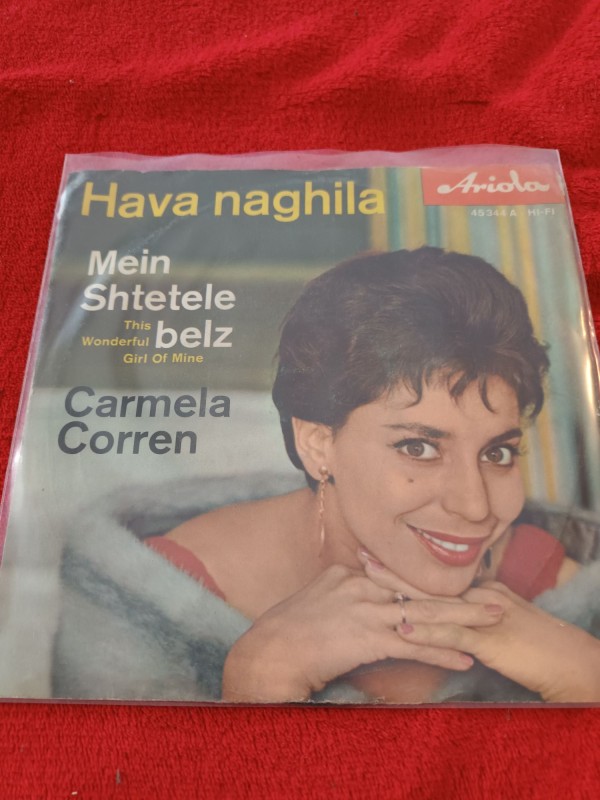 Hava naghila
Ariola
45344 A HI-FI
Mein
Shtetele
This
Wonderful belz
Girl Of Mine
Carmela
Corren